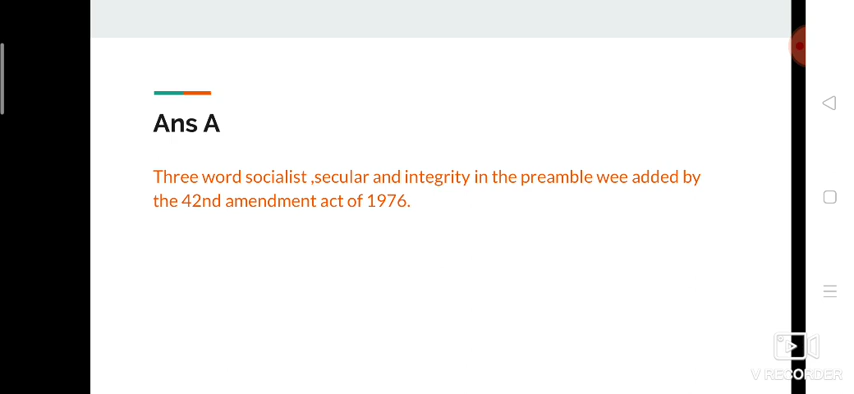 Ans A
Three word socialist ,secular and integrity in the preamble wee added by
the 42nd amendment act of 1976.
V RECORDER